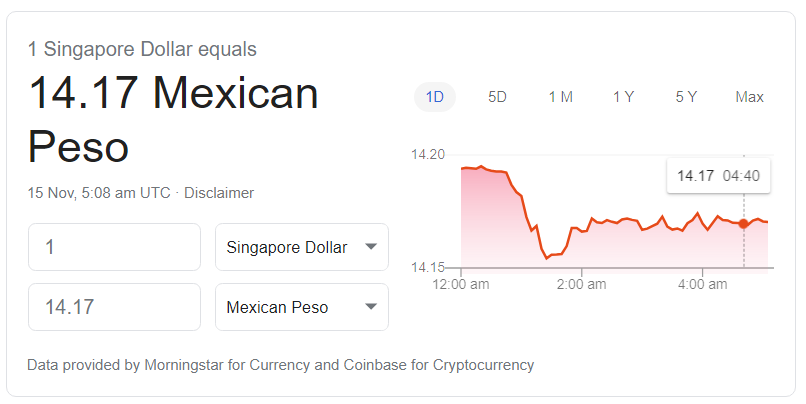 1 Singapore Dollar equals
14.17 Mexican
Peso
15 Nov, 5:08 am UTC · Disclaimer
1
Singapore Dollar
14.17
Mexican Peso
1D 5D 1 M 1 Y 5 Y Max
14.20
14.17 04:40
14.15
12:00 am 2:00 am 4:00 am
Data provided by Morningstar for Currency and Coinbase for Cryptocurrency